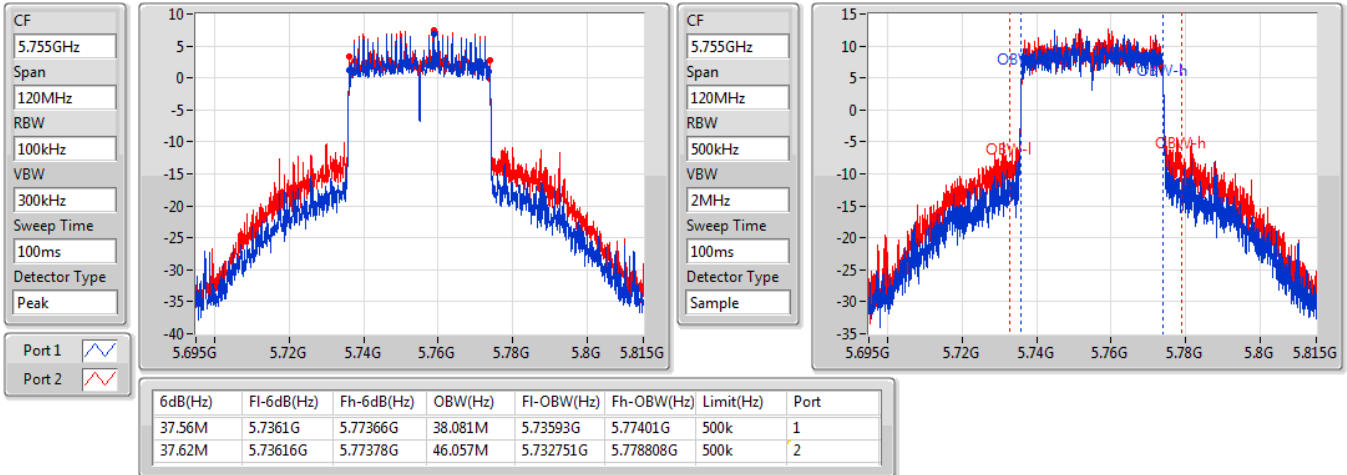 CF
5.755GHz
Span
120MHz
RBW
100kHz
VBW
300kHz
Sweep Time
100ms
Detector Type
Peak
Port 1
Port 2
10
5
0
-5
-10
-15
-20
-25
-30
-35
-40
5.695G 5.72G 5.74G 5.76G 5.78G 5.8G 5.815G
CF
5.755GHz
Span
120MHz
RBW
500kHz
VBW
2MHz
Sweep Time
100ms
Detector Type
Sample
15
10
5
0
-5
-10
-15
-20
-25
-30
-35
OBW-h
OBW-l
OBW-h
5.695G 5.72G 5.74G 5.76G 5.78G 5.8G 5.815G
6dB(Hz) Fl-6dB(Hz) Fh-6dB(Hz) OBW(Hz) Fl-OBW(Hz) Fh-OBW(Hz) Limit(Hz) Port
37.56M 5.7361G 5.77366G 38.081M 5.73593G 5.77401G 500k 1
37.62M 5.73616G 5.77378G 46.057M 5.732751G 5.778808G 500k 2